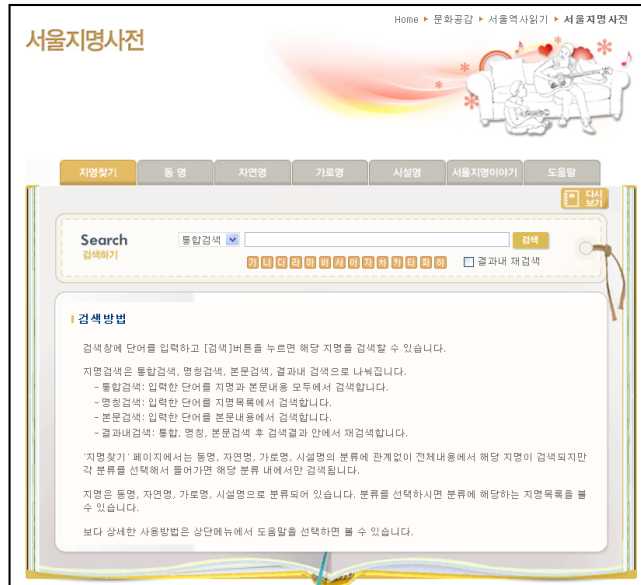 Home ▶ 문화공감 ▶ 서울역사읽기 ▶ 서울지명사전
서울지명사전
지명찾기 동 명 자연명 가로명 시설명 서울지명이야기 도움말
다시
보기
Search 통합검색 검색
검색하기
가 나 다 라 마 바 사 아 자 차 카 타 파 하 결과내 재검색
검색방법
검색창에 단어를 입력하고 [검색]버튼을 누르면 해당 지명을 검색할 수 있습니다.
지명검색은 통합검색, 명칭검색, 본문검색, 결과내 검색으로 나눠집니다.
- 통합검색: 입력한 단어를 지명과 본문내용 모두에서 검색합니다.
- 명칭검색: 입력한 단어를 지명목록에서 검색합니다.
- 본문검색: 입력한 단어를 본문내용에서 검색합니다.
- 결과내검색: 통합, 명칭, 본문검색 후 검색결과 안에서 재검색합니다.
'지명찾기' 페이지에서는 동명, 자연명, 가로명, 시설명의 분류에 관계없이 전체내용에서 해당 지명이 검색되지만
각 분류를 선택해서 들어가면 해당 분류 내에서만 검색됩니다.
지명은 동명, 자연명, 가로명, 시설명으로 분류되어 있습니다. 분류를 선택하시면 분류에 해당하는 지명목록을 볼
수 있습니다.
보다 상세한 사용방법은 상단메뉴에서 도움말을 선택하면 볼 수 있습니다.